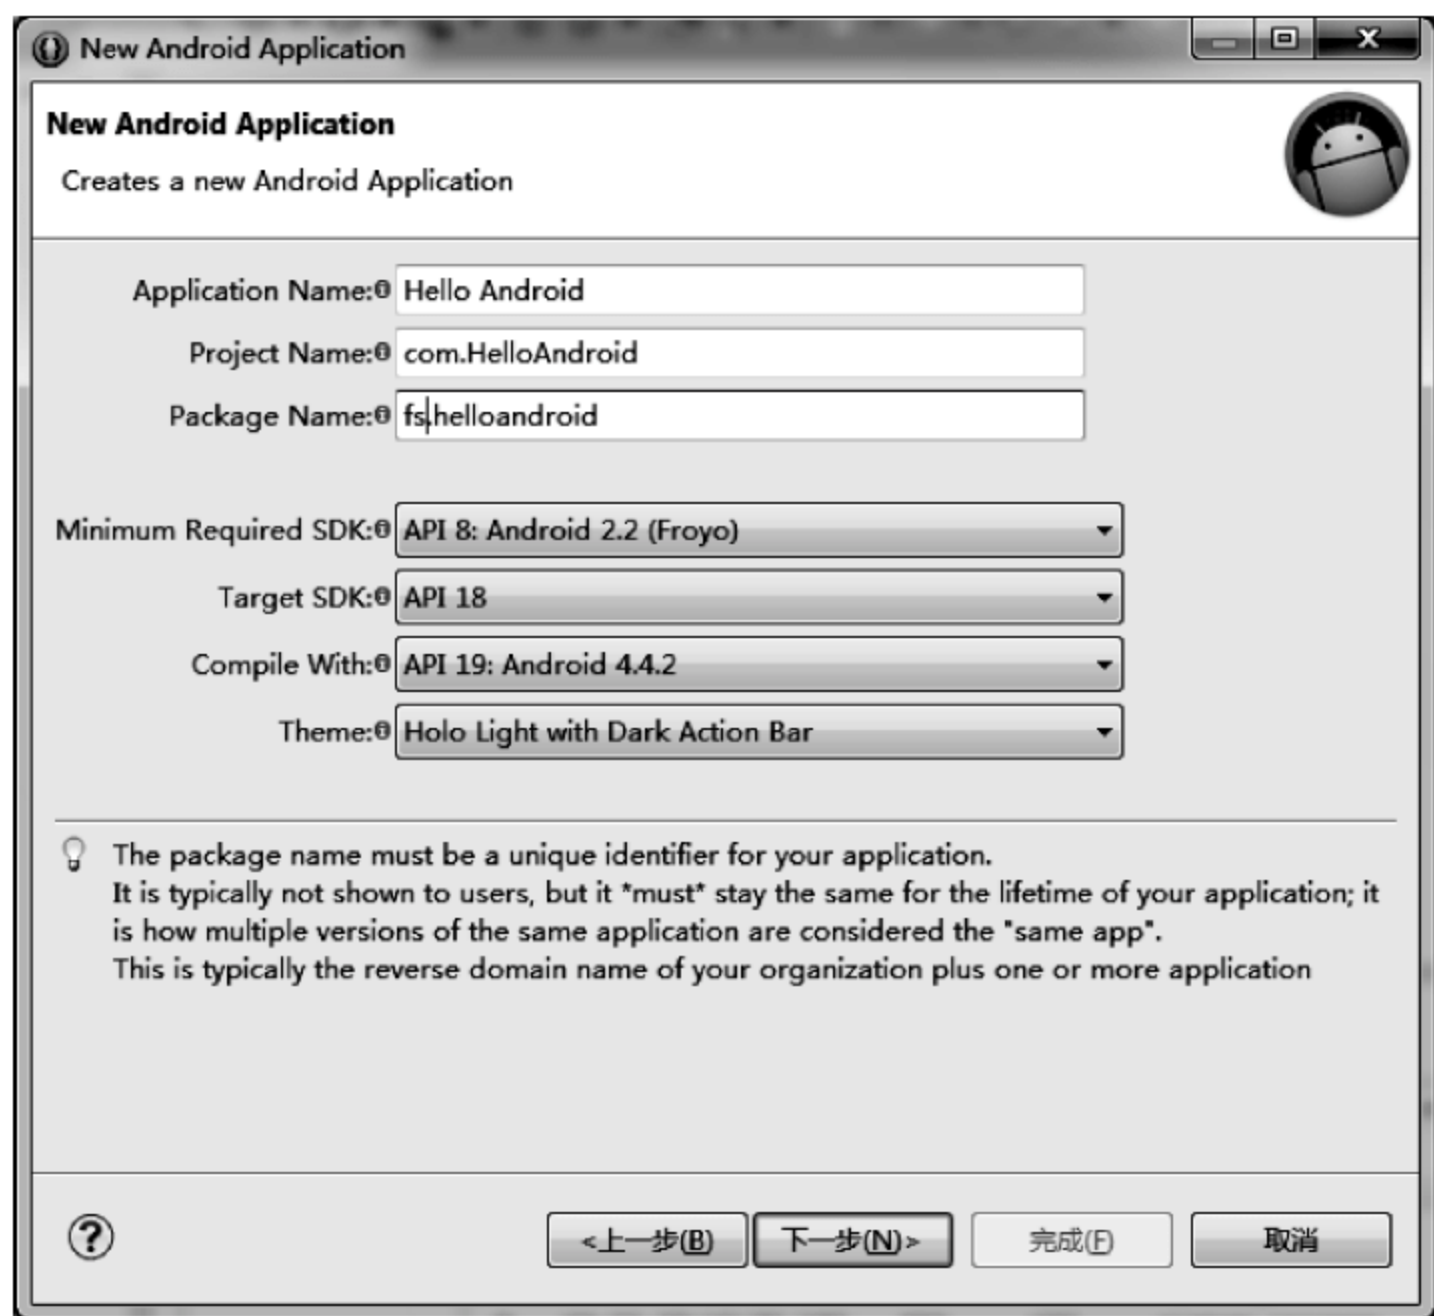 New Android Application
New Android Application
Creates a new Android Application
Application Name: Hello Android
Project Name: com.HelloAndroid
Package Name: fs.helloandroid
Minimum Required SDK: API 8: Android 2.2 (Froyo)
Target SDK: API 18
Compile With: API 19: Android 4.4.2
Theme: Holo Light with Dark Action Bar
The package name must be a unique identifier for your application.
It is typically not shown to users, but it *must* stay the same for the lifetime of your application; it
is how multiple versions of the same application are considered the "same app".
This is typically the reverse domain name of your organization plus one or more application
? <上一步(B) 下一步(N)> 完成(F) 取消